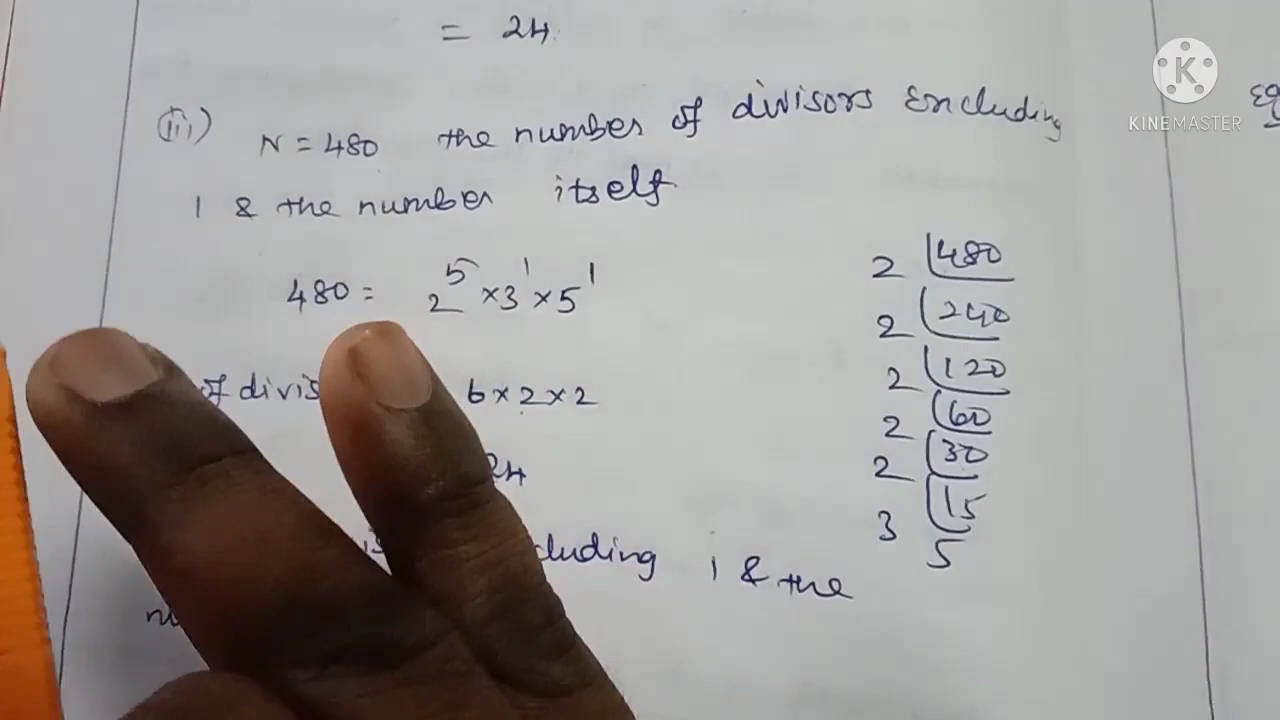 = 24.
(iii) N = 480 the number of divisors Excluding
1 & the number itself
480 = 2^5 × 3^1 × 5^1
of divis 6 × 2 × 2
24
cluding 1 & the
2 | 480
2 | 240
2 | 120
2 | 60
2 | 30
3 | 15
5
Eg
K
KINEMASTER